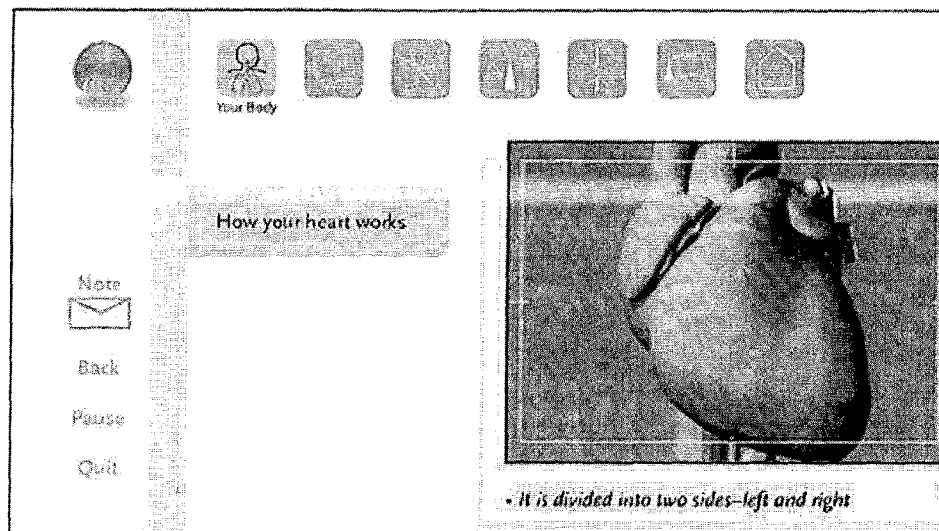 Your Body
How your heart works
Note
Back
Pause
Quit
• It is divided into two sides–left and right